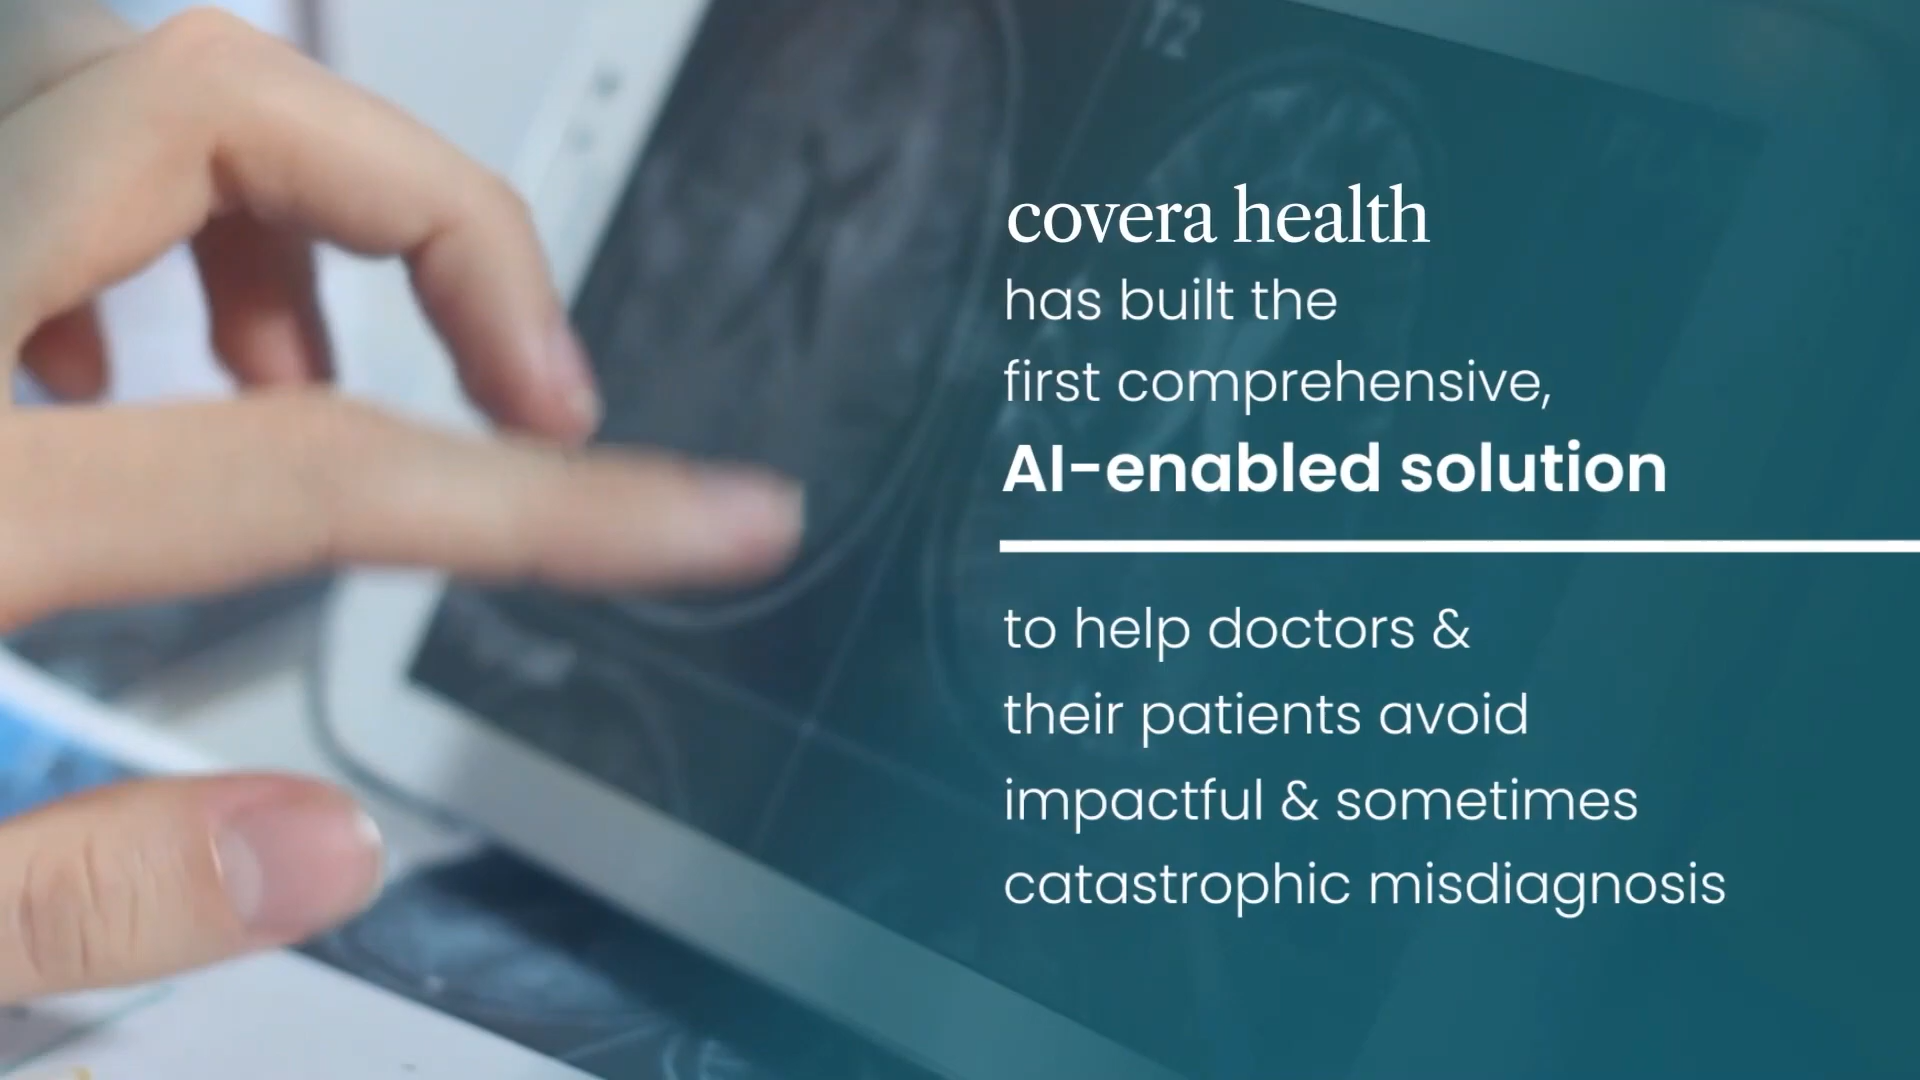 T2
covera health
has built the
first comprehensive,
AI-enabled solution
to help doctors &
their patients avoid
impactful & sometimes
catastrophic misdiagnosis